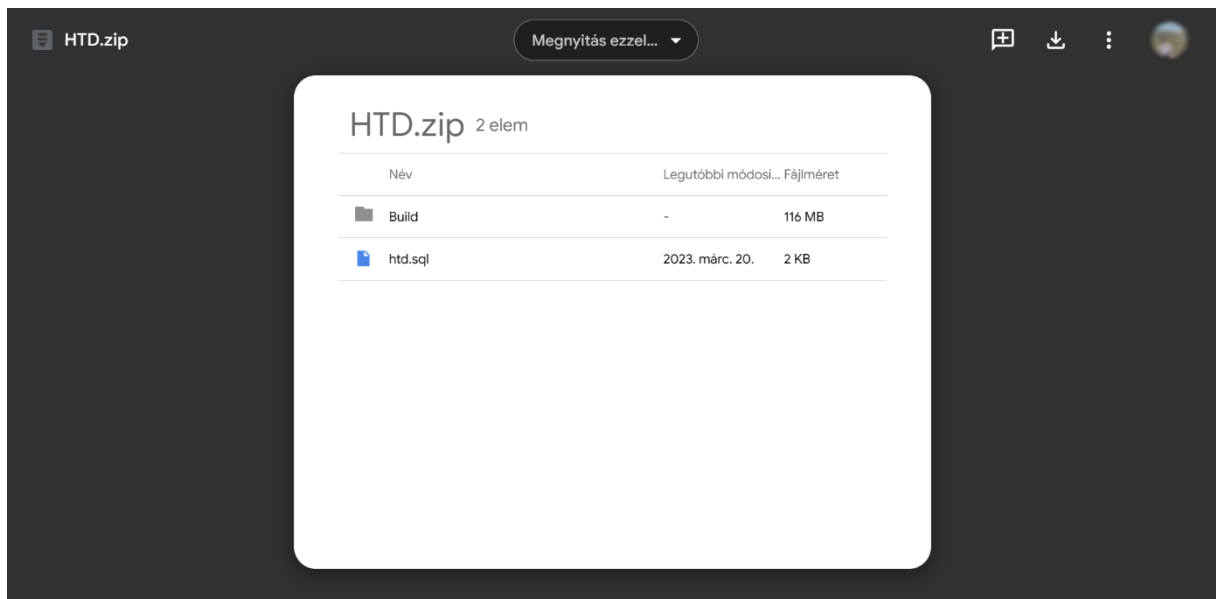 HTD.zip
Megnyitás ezzel...
HTD.zip 2 elem
Név Legutóbbi módosí... Fájlméret
Build - 116 MB
htd.sql 2023. márc. 20. 2 KB